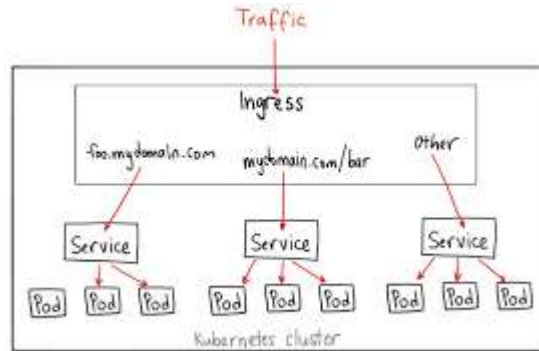 Traffic
Ingress
foo.mydomain.com
mydomain.com/bar
Other
Service
Service
Service
Pod
Pod
Pod
Pod
Pod
Pod
Pod
Pod
Pod
Kubernetes cluster